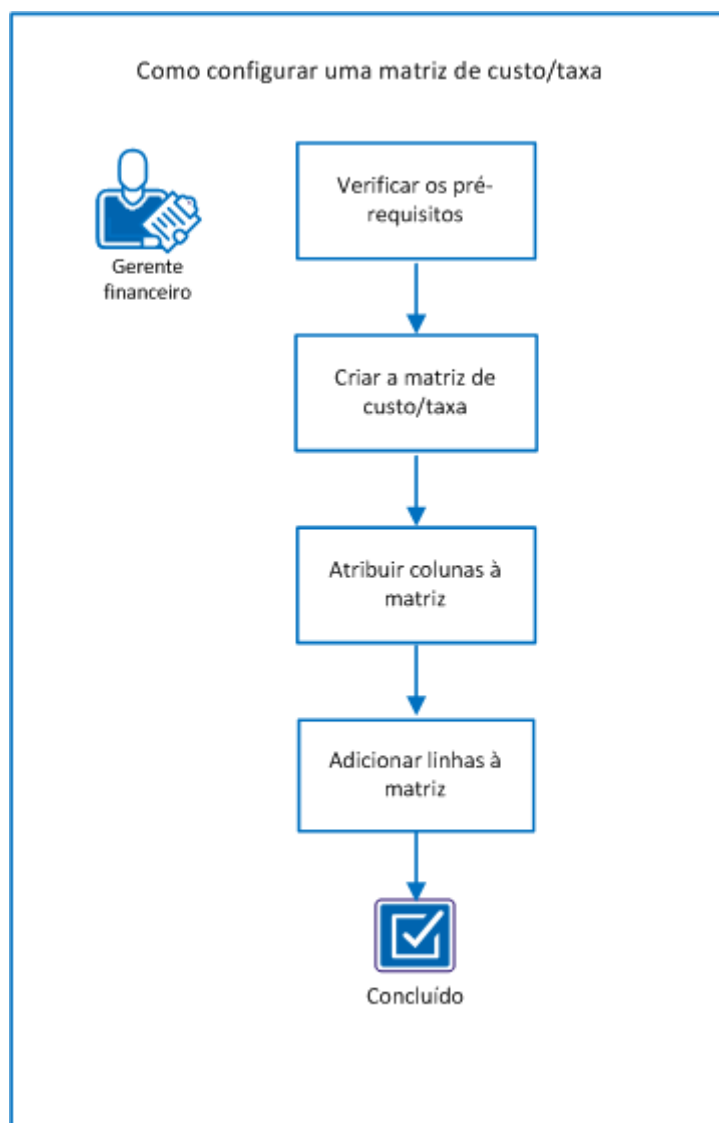 Como configurar uma matriz de custo/taxa
Gerente
financeiro
Verificar os pré-
requisitos
Criar a matriz de
custo/taxa
Atribuir colunas à
matriz
Adicionar linhas à
matriz
Concluído